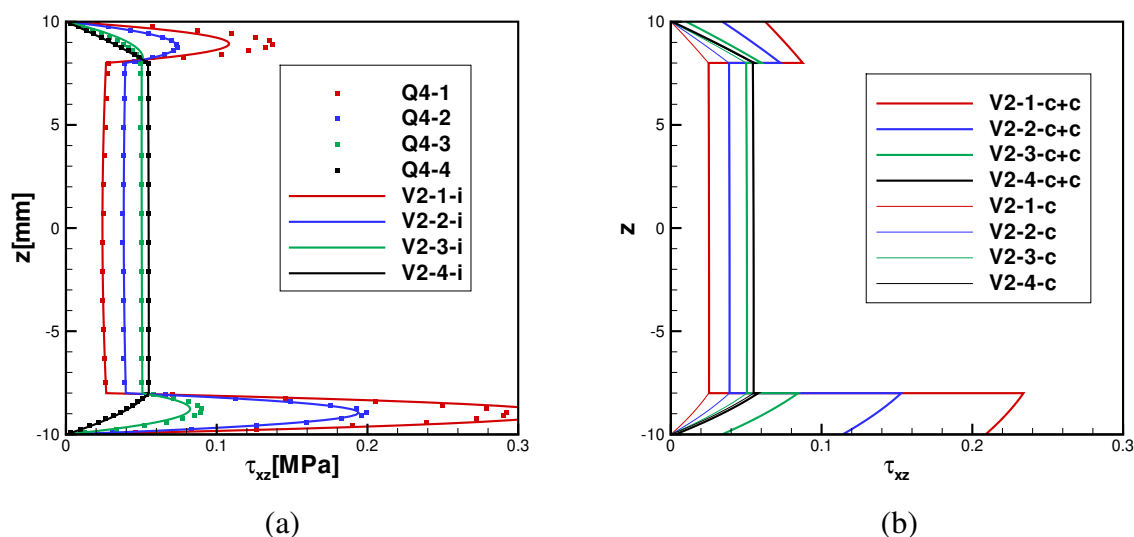 z[mm]
10
5
0
-5
-10
0
0.1
0.2
0.3
τxz[MPa]
Q4-1
Q4-2
Q4-3
Q4-4
V2-1-i
V2-2-i
V2-3-i
V2-4-i
(a)
z
10
5
0
-5
-10
0
0.1
0.2
0.3
τxz
V2-1-c+c
V2-2-c+c
V2-3-c+c
V2-4-c+c
V2-1-c
V2-2-c
V2-3-c
V2-4-c
(b)